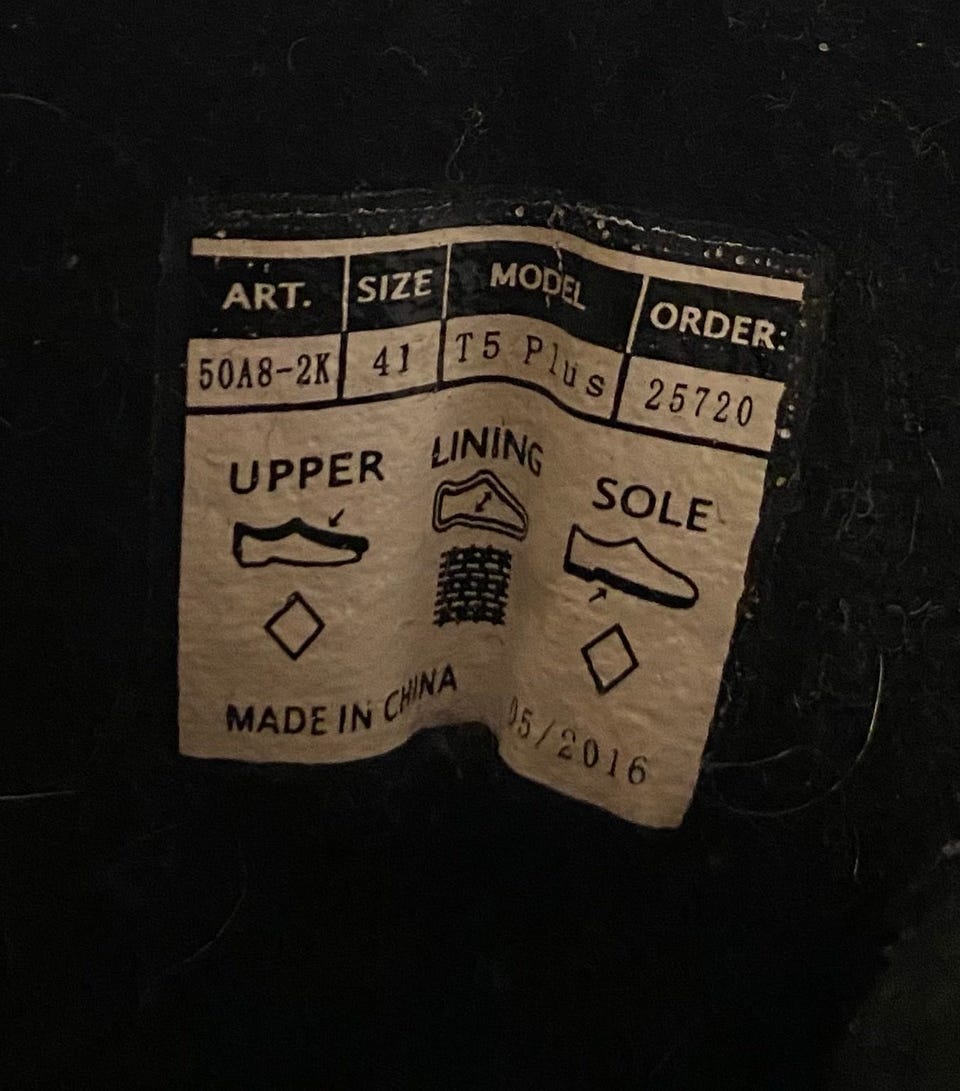 ART. SIZE MODEL ORDER:
50A8-2K 41 T5 Plus 25720
UPPER LINING SOLE
MADE IN CHINA 05/2016